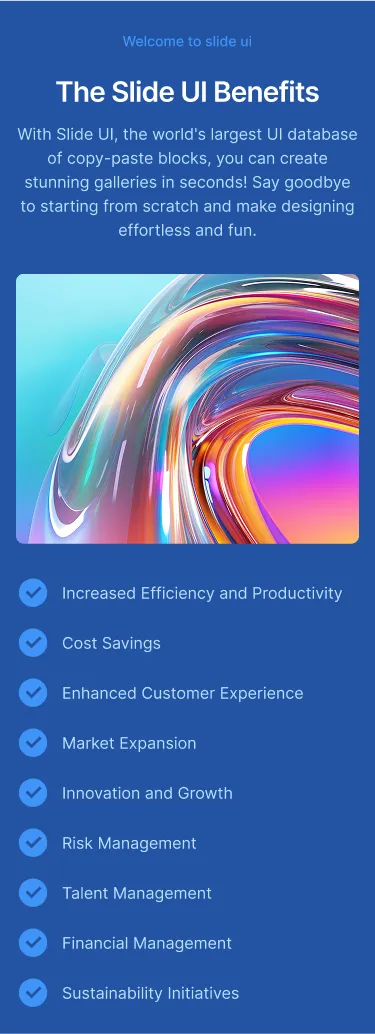 Welcome to slide ui
The Slide UI Benefits
With Slide UI, the world's largest UI database
of copy-paste blocks, you can create
stunning galleries in seconds! Say goodbye
to starting from scratch and make designing
effortless and fun.
Increased Efficiency and Productivity
Cost Savings
Enhanced Customer Experience
Market Expansion
Innovation and Growth
Risk Management
Talent Management
Financial Management
Sustainability Initiatives